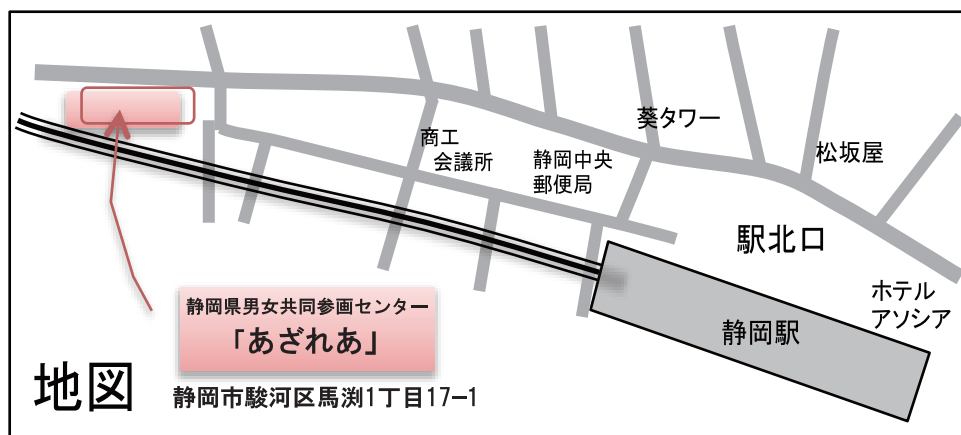 葵タワー
松坂屋
商工
会議所
静岡中央
郵便局
駅北口
ホテル
アソシア
静岡駅
静岡県男女共同参画センター
「あざれあ」
地図
静岡市駿河区馬渕1丁目17−1